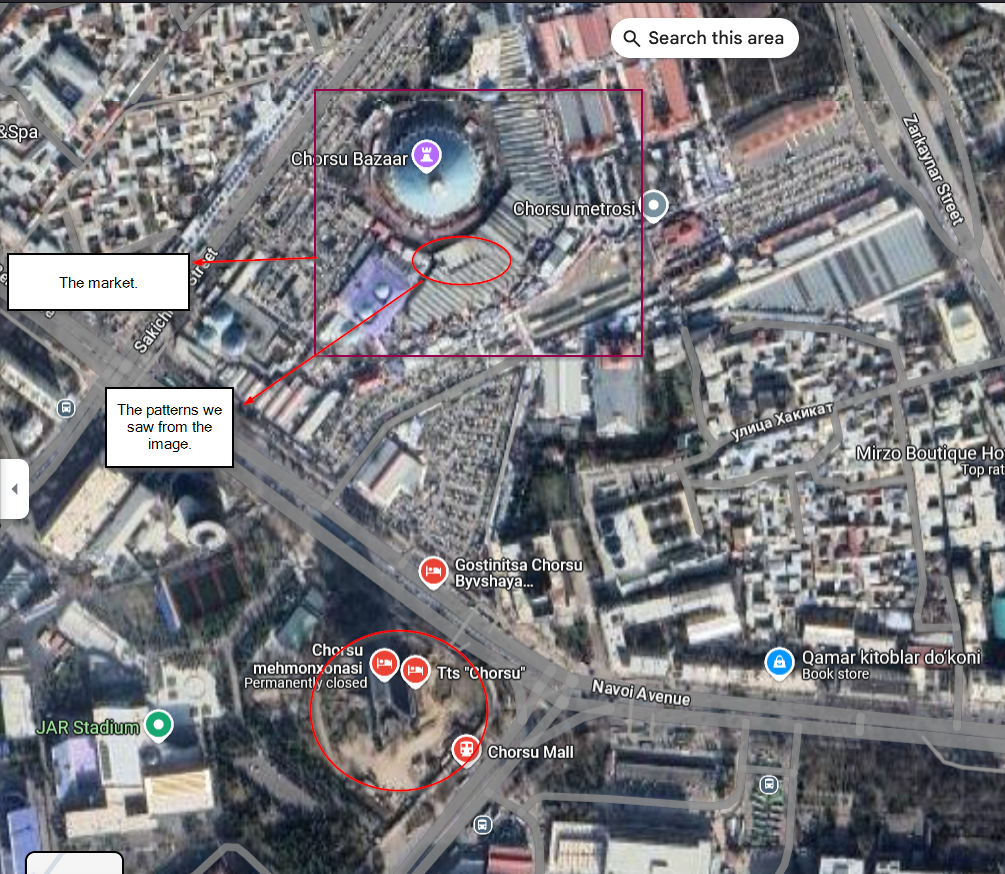 Search this area
&Spa
Chorsu Bazaar
Chorsu metrosi
Zarkaynar Street
The market.
Street
Sakich
The patterns we
saw from the
image.
улица Хакикат
Mirzo Boutique Ho
Top rat
Gostinitsa Chorsu
Byvshaya...
Chorsu
mehmonxonasi
Permanently closed
Tts "Chorsu"
Qamar kitoblar do‘koni
Book store
Navoi Avenue
JAR Stadium
Chorsu Mall